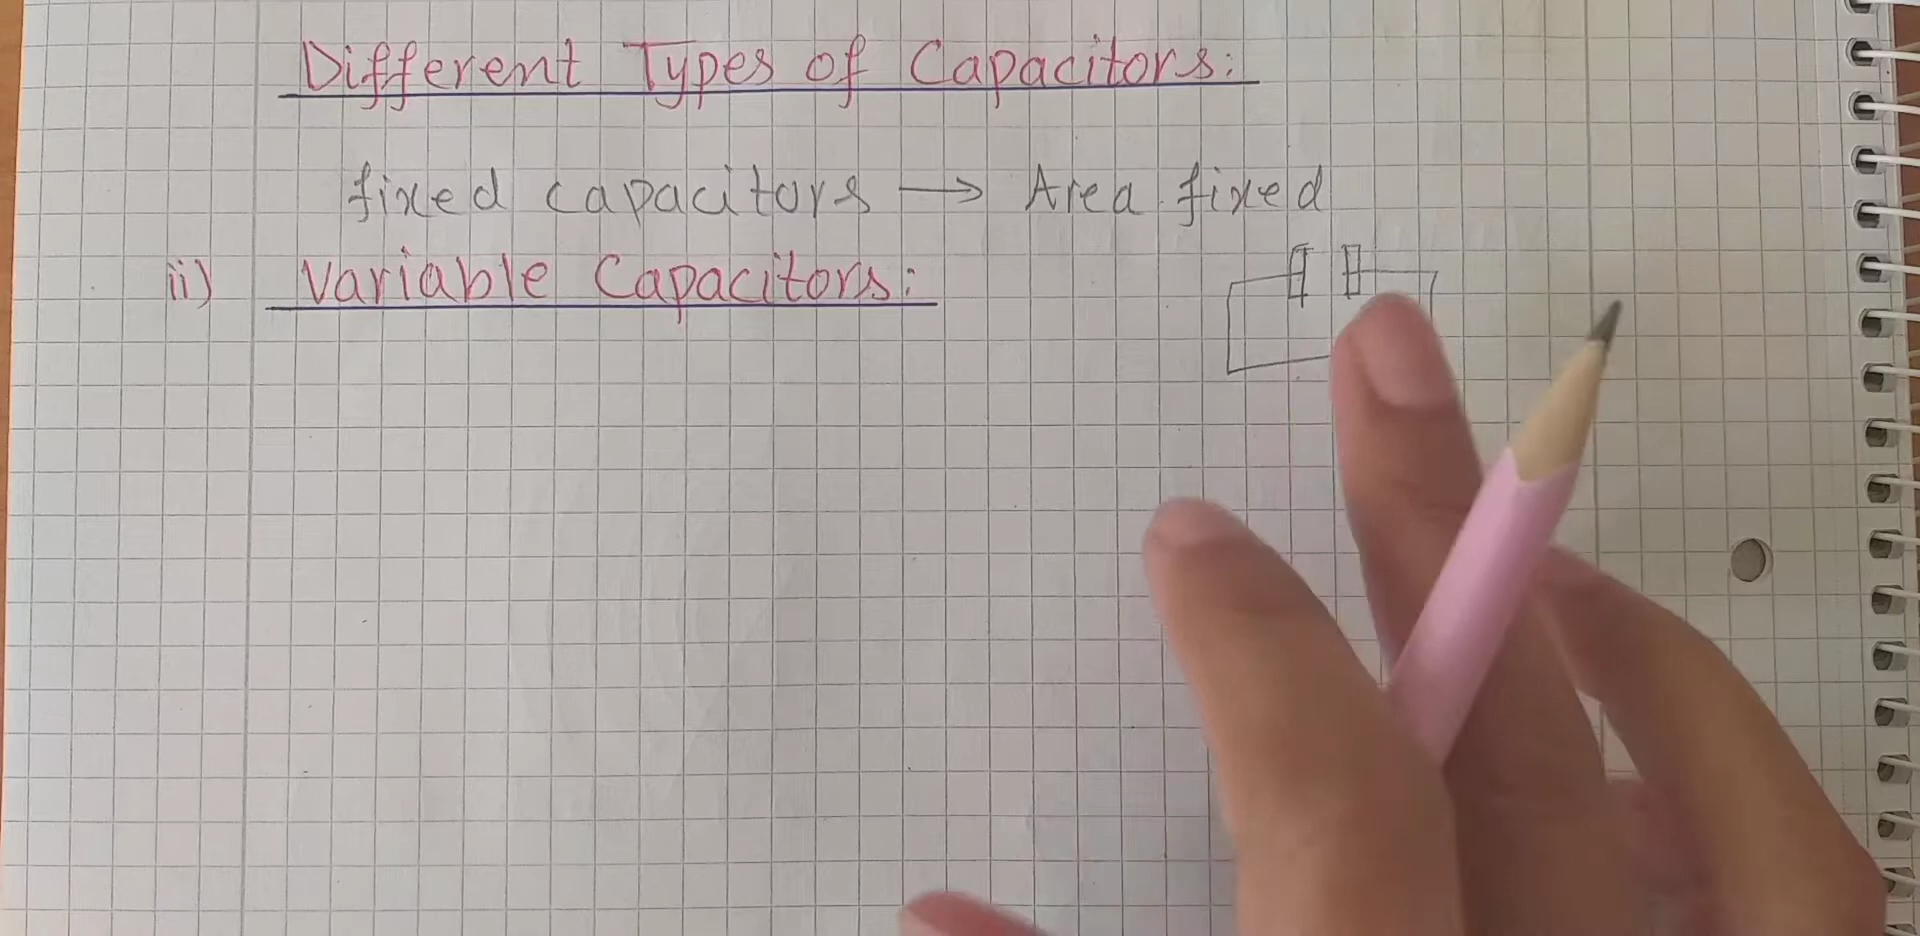 Different Types of Capacitors:
fixed capacitors → Area fixed
ii) Variable Capacitors: